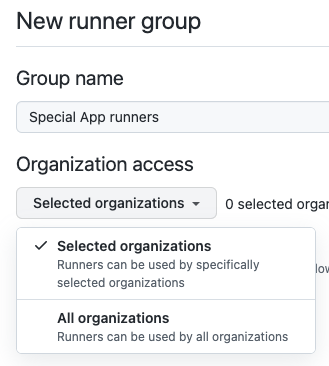 New runner group
Group name
Special App runners
Organization access
Selected organizations
0 selected
Selected organizations
Runners can be used by specifically
selected organizations
All organizations
Runners can be used by all organizations